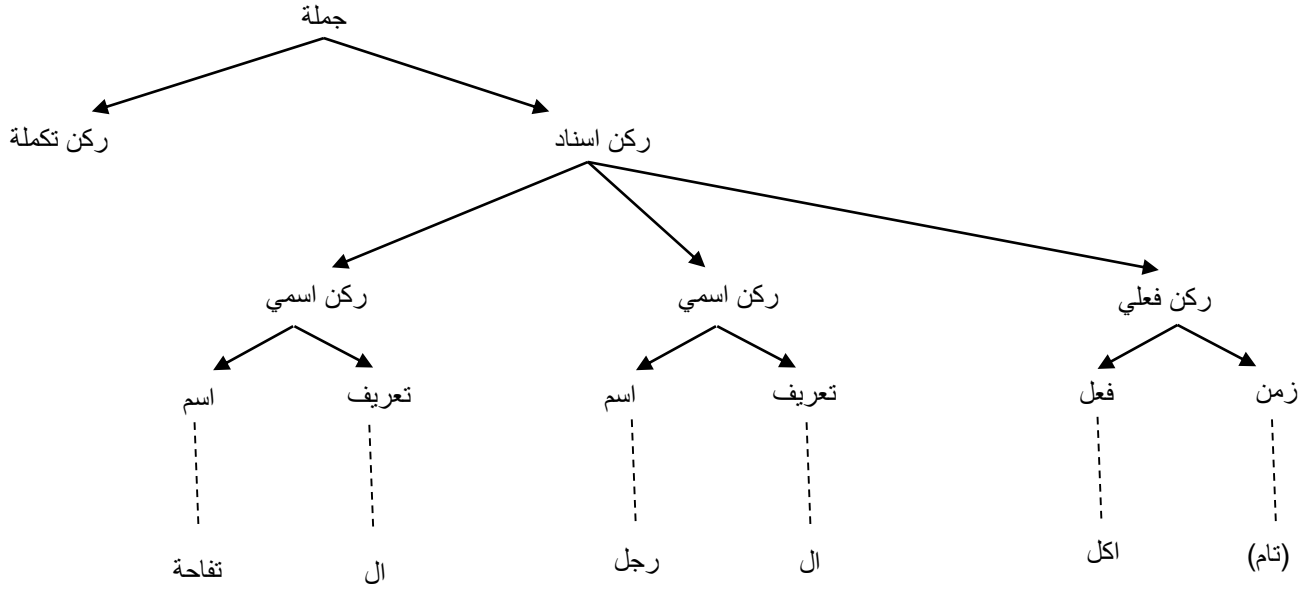 جملة
ركن اسناد ركن تكملة
ركن فعلي ركن اسمي ركن اسمي
زمن فعل تعريف اسم تعريف اسم
(تام) اكل ال رجل ال تفاحة